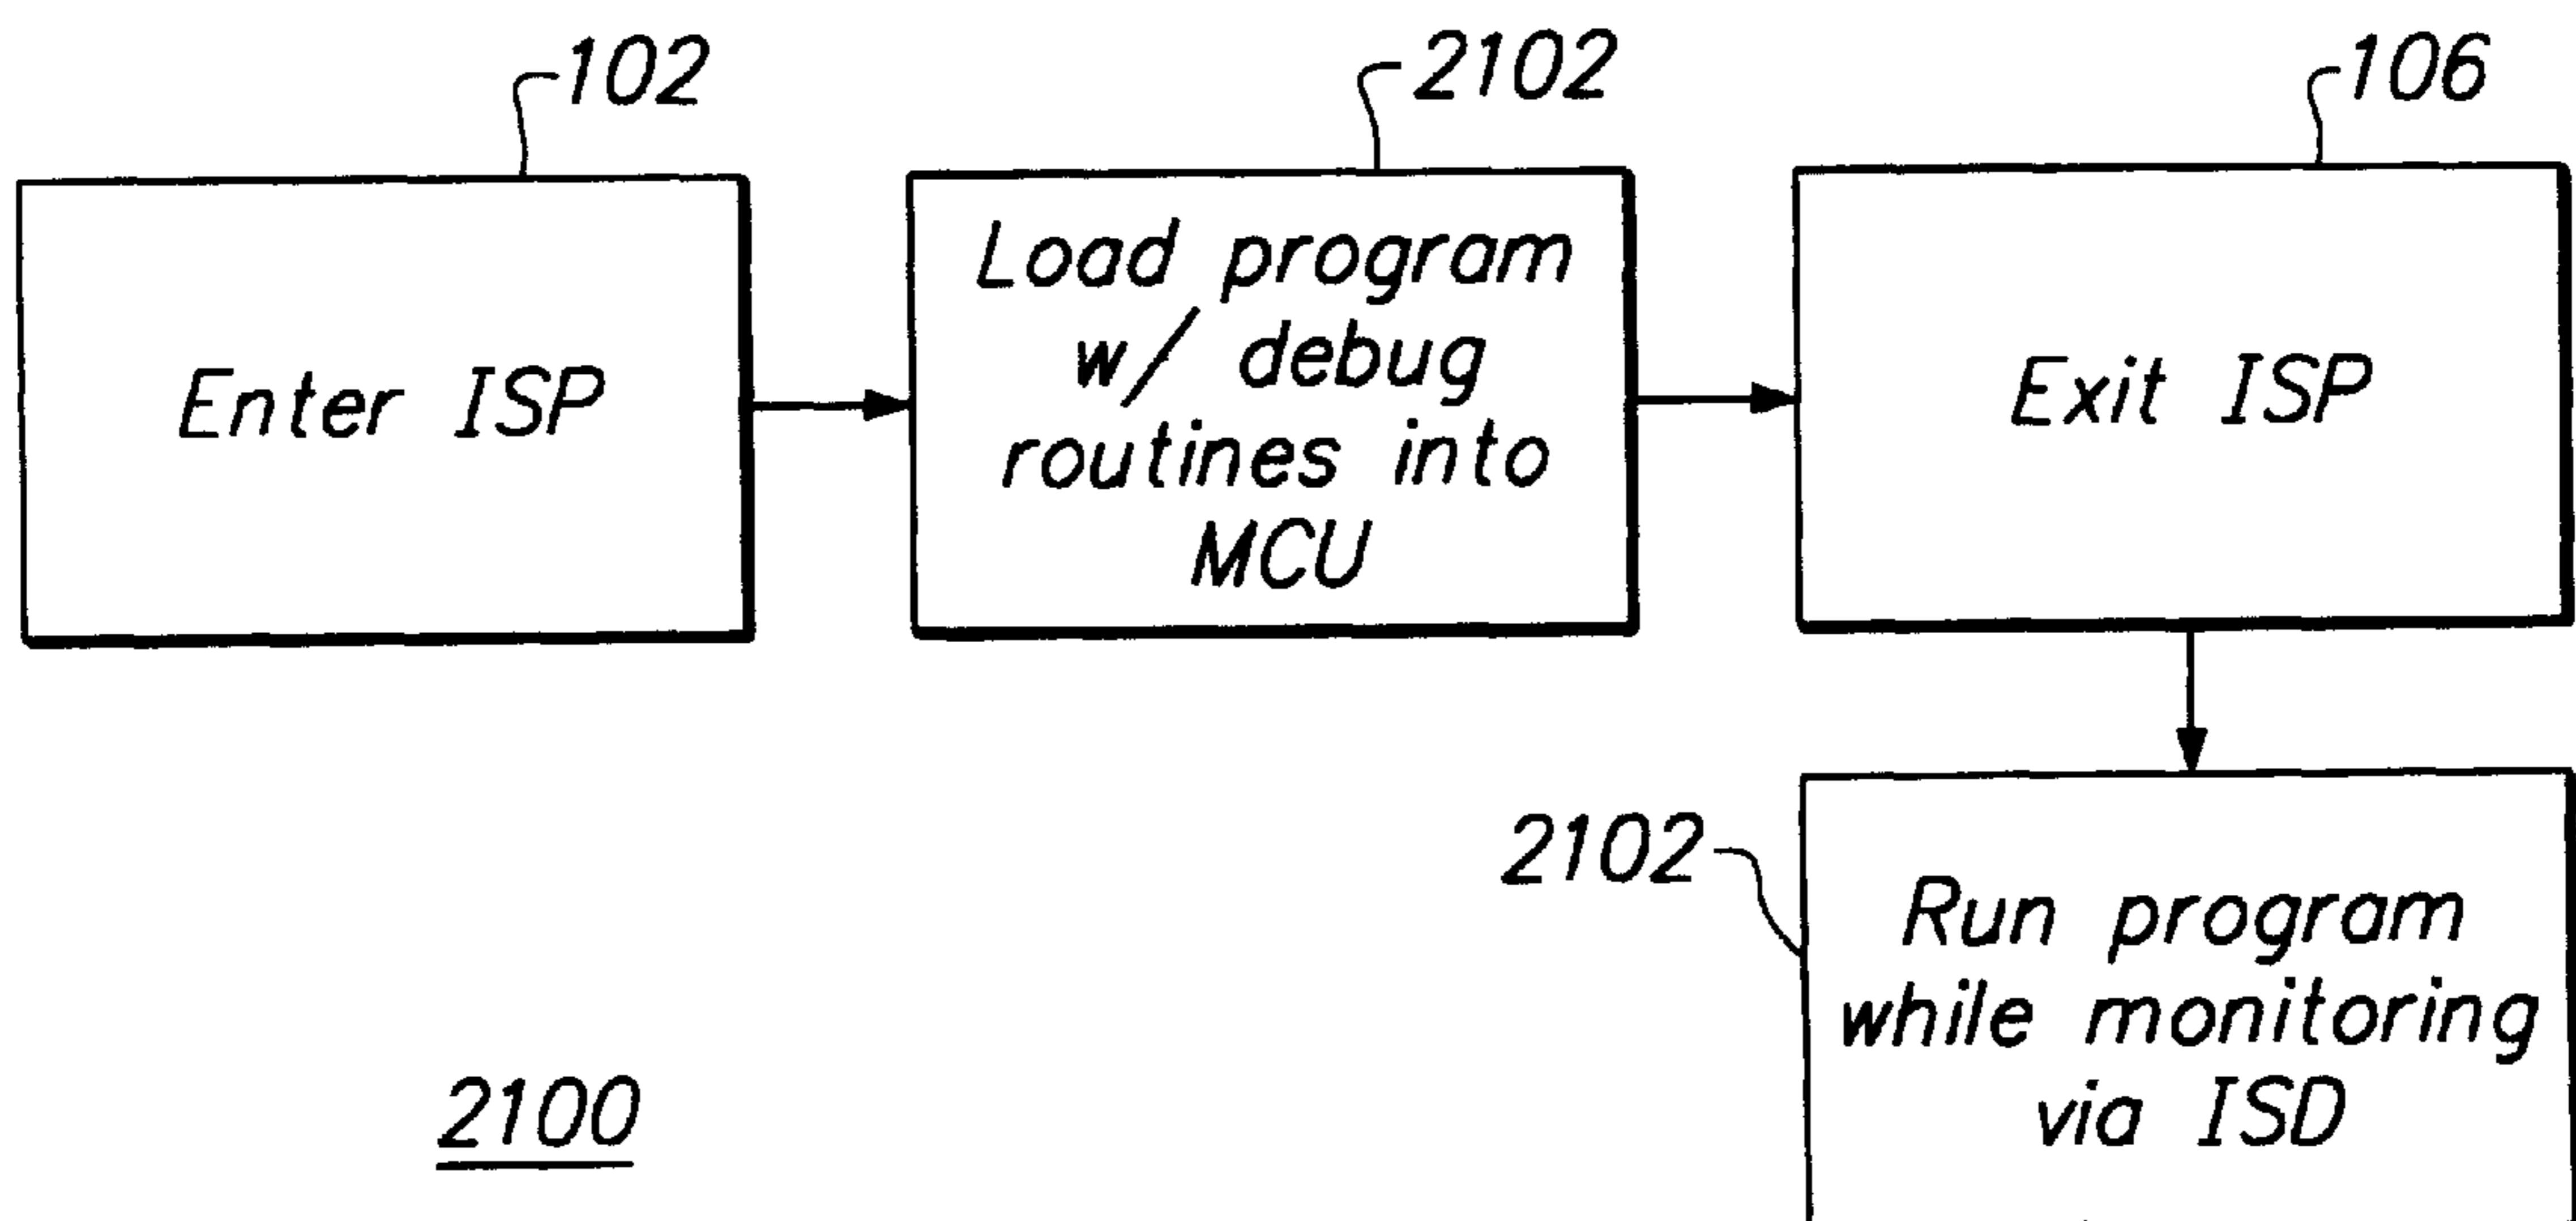 102
2102
106
Enter ISP
Load program
w/ debug
routines into
MCU
Exit ISP
2102
Run program
while monitoring
via ISD
2100